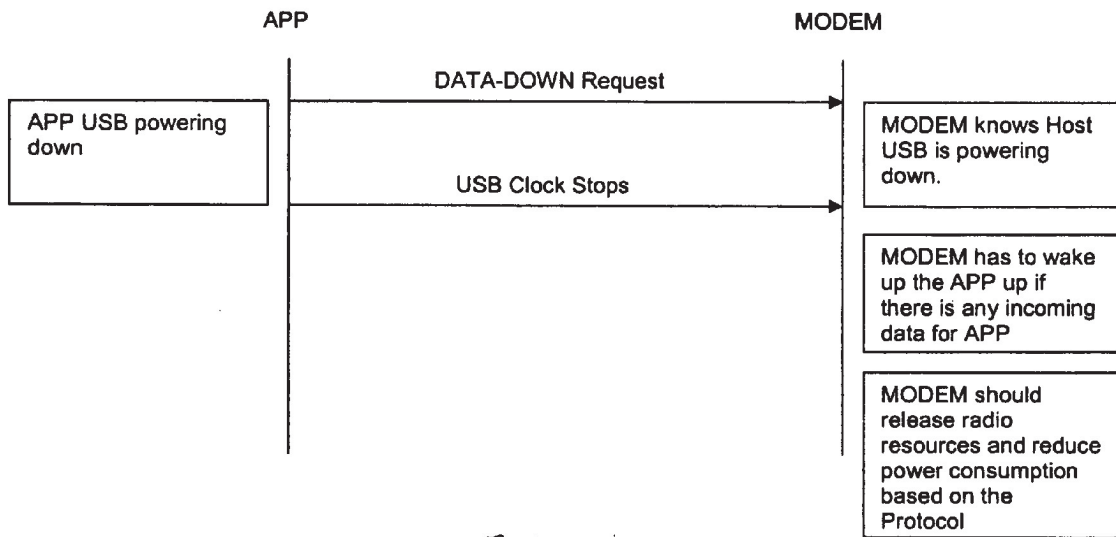 APP
MODEM
DATA-DOWN Request
APP USB powering
down
MODEM knows Host
USB is powering
down.
USB Clock Stops
MODEM has to wake
up the APP up if
there is any incoming
data for APP
MODEM should
release radio
resources and reduce
power consumption
based on the
Protocol